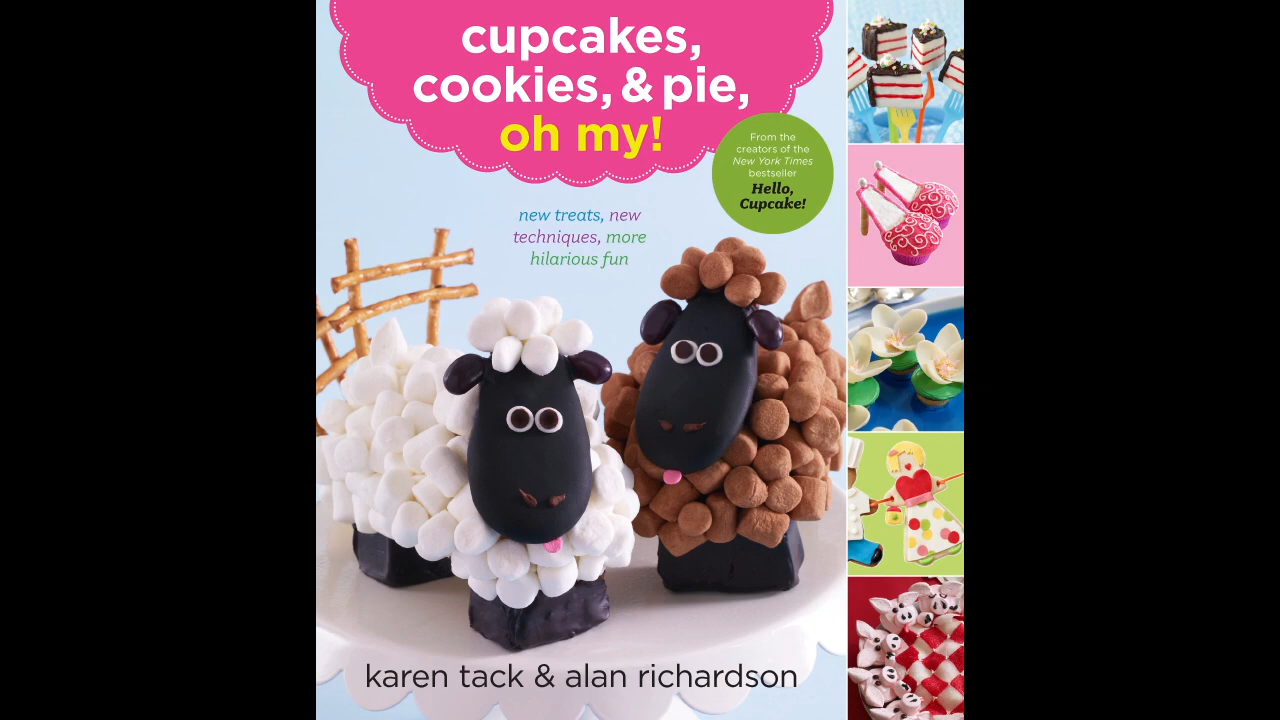 cupcakes,
cookies, & pie,
oh my!
From the
creators of the
New York Times
bestseller
Hello,
Cupcake!
new treats, new
techniques, more
hilarious fun
karen tack & alan richardson